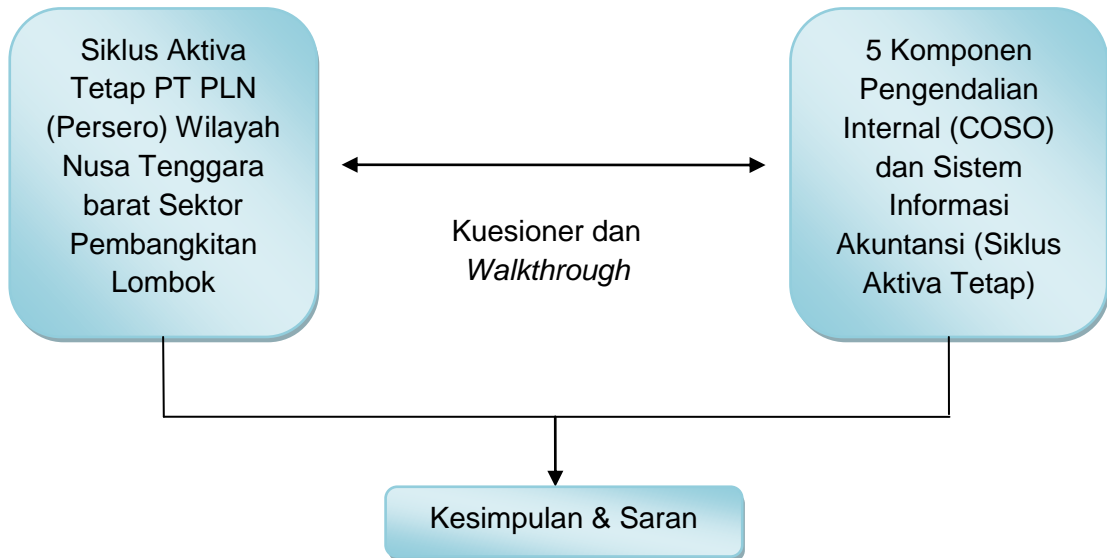 Siklus Aktiva
Tetap PT PLN
(Persero) Wilayah
Nusa Tenggara
barat Sektor
Pembangkitan
Lombok
Kuesioner dan
Walkthrough
5 Komponen
Pengendalian
Internal (COSO)
dan Sistem
Informasi
Akuntansi (Siklus
Aktiva Tetap)
Kesimpulan & Saran